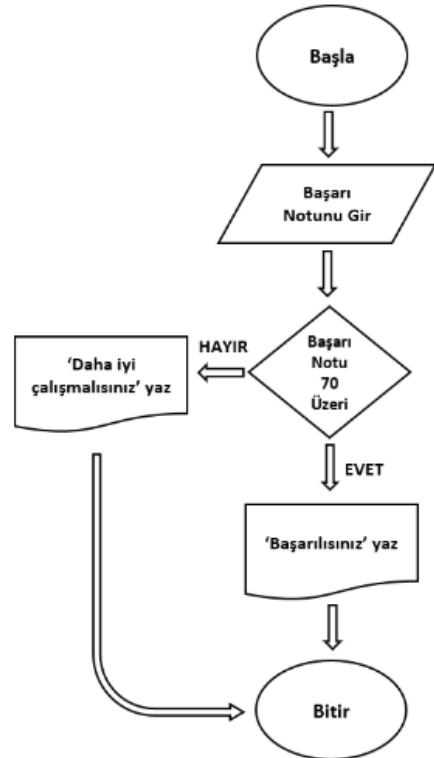 Başla
Başarı
Notunu Gir
HAYIR
'Daha iyi
çalışmalısınız' yaz
Başarı
Notu
70
Üzeri
EVET
'Başarılısınız' yaz
Bitir